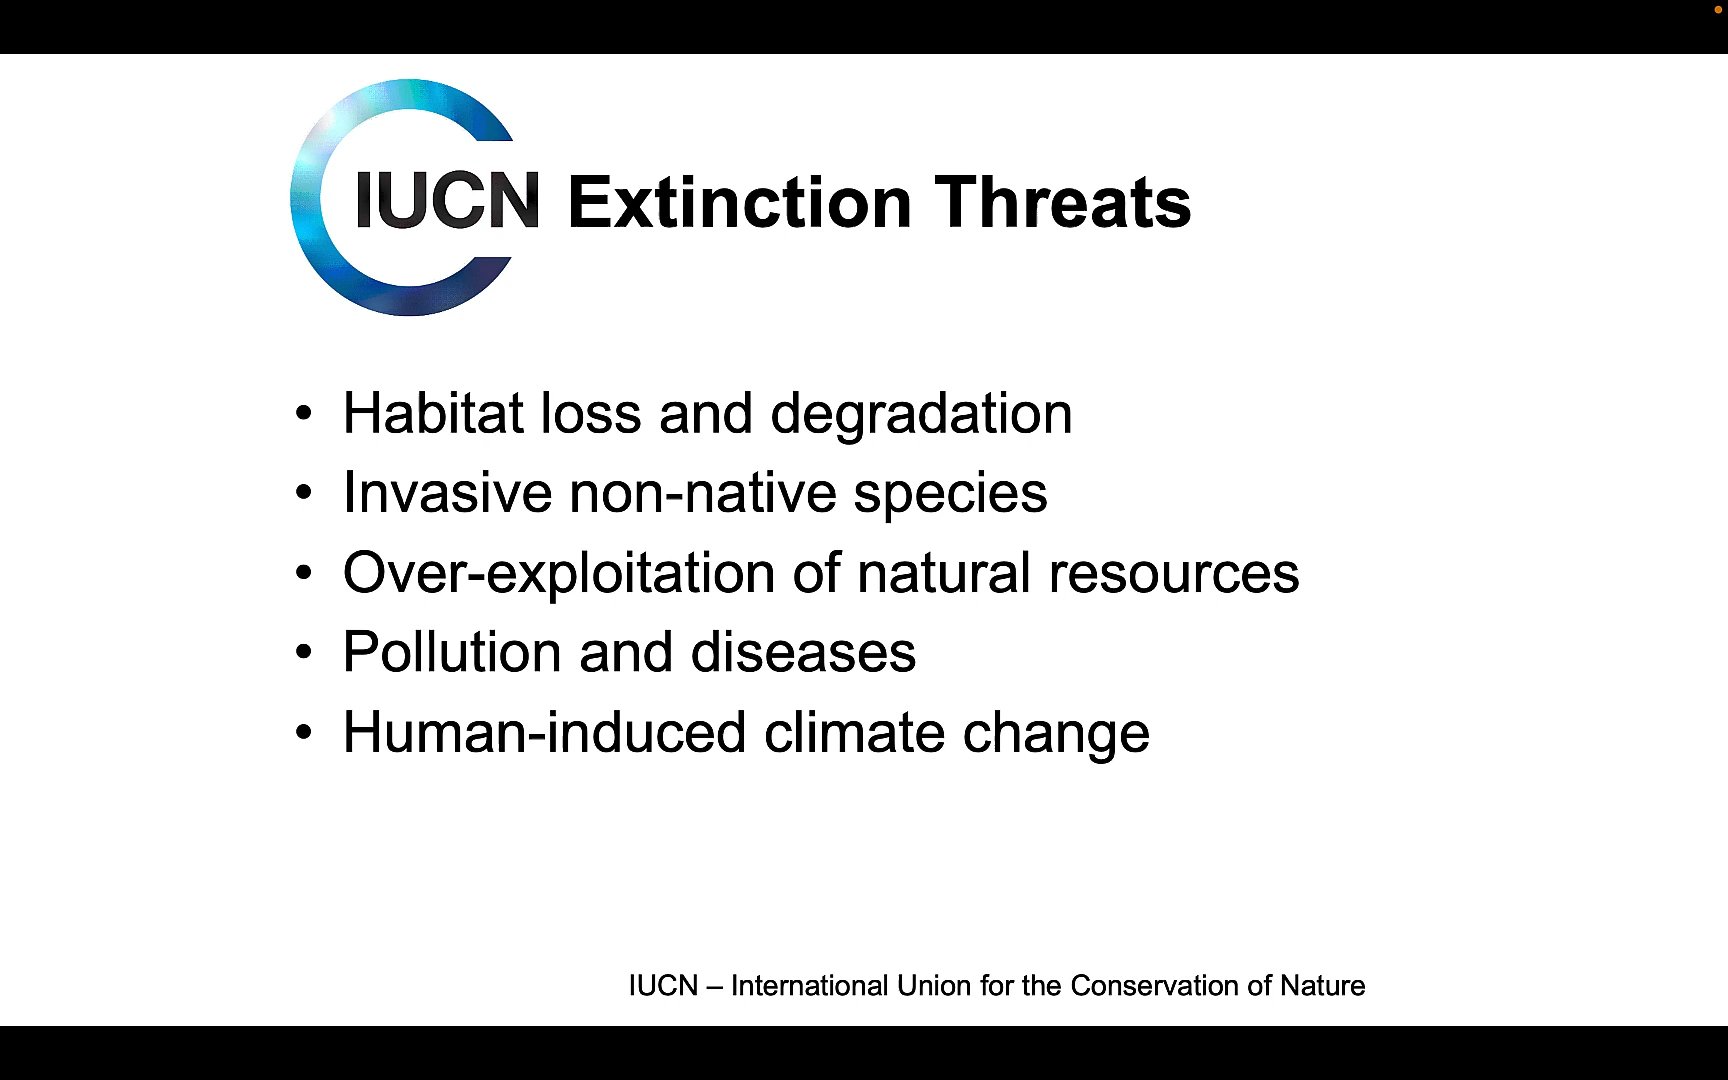 IUCN Extinction Threats
• Habitat loss and degradation
• Invasive non-native species
• Over-exploitation of natural resources
• Pollution and diseases
• Human-induced climate change
IUCN – International Union for the Conservation of Nature